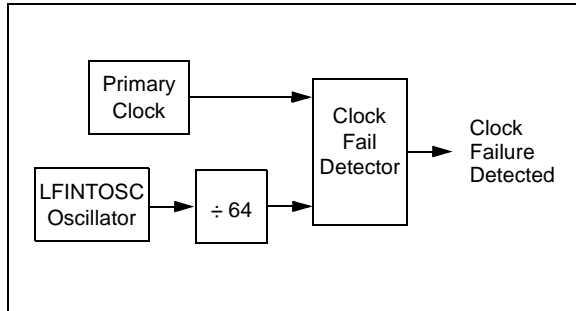 Primary
Clock
Clock
Fail
Detector
Clock
Failure
Detected
LFINTOSC
Oscillator
÷ 64